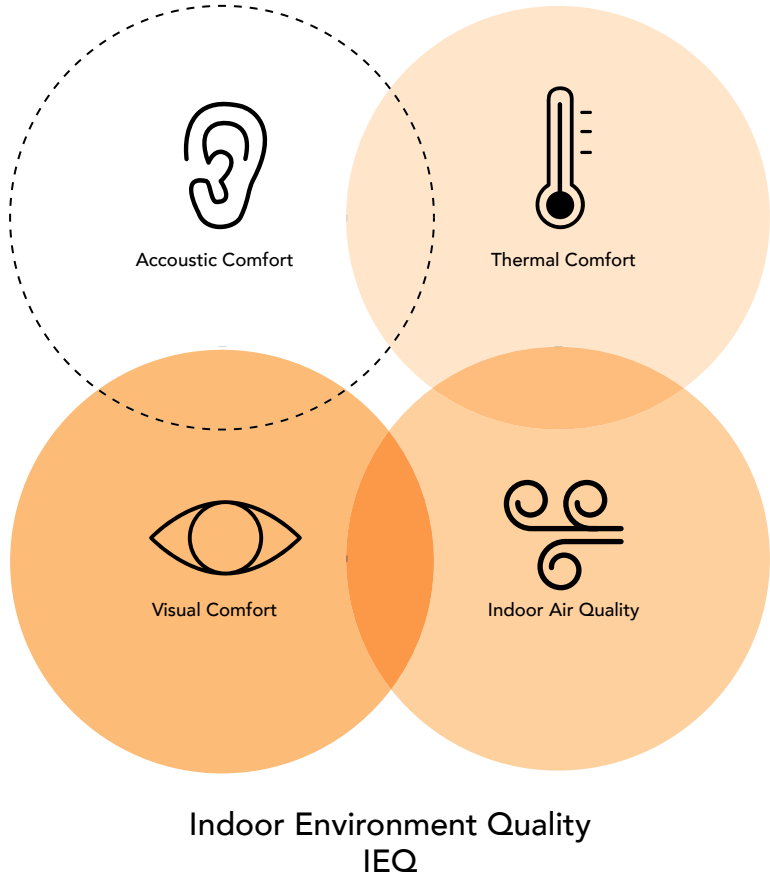 Accoustic Comfort
Thermal Comfort
Visual Comfort
Indoor Air Quality
Indoor Environment Quality
IEQ